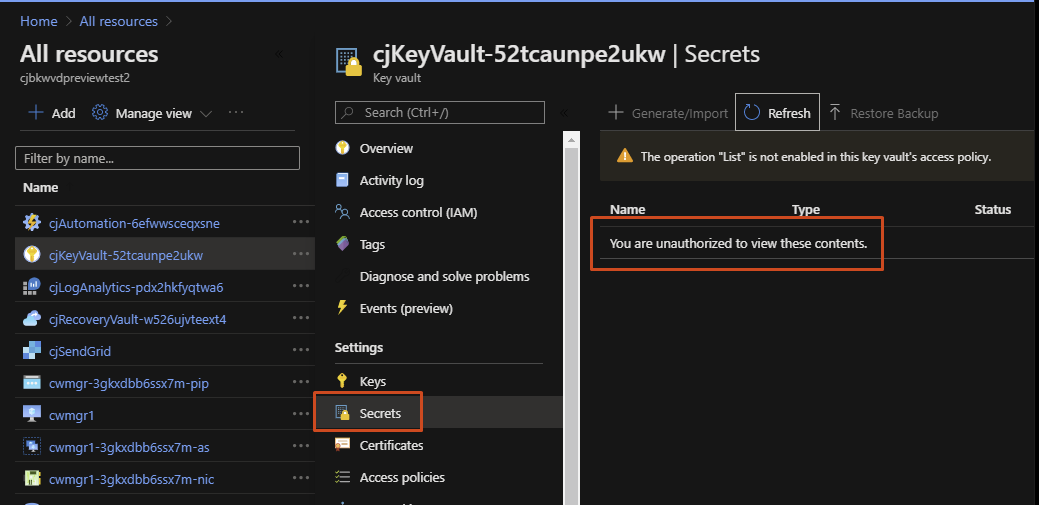 Home > All resources >
All resources
cjbkwvdpreviewtest2
Add Manage view ...
Filter by name...
Name
cjAutomation-6efwwsceqxsne
cjKeyVault-52tcaunpe2ukw
cjLogAnalytics-pdx2hkfyqtwa6
cjRecoveryVault-w526ujvteext4
cjSendGrid
cwmgr-3gkxdbb6ssx7m-pip
cwmgr1
cwmgr1-3gkxdbb6ssx7m-as
cwmgr1-3gkxdbb6ssx7m-nic
cjKeyVault-52tcaunpe2ukw | Secrets
Key vault
Search (Ctrl+/)
Overview
Activity log
Access control (IAM)
Tags
Diagnose and solve problems
Events (preview)
Settings
Keys
Secrets
Certificates
Access policies
Generate/Import Refresh Restore Backup
The operation "List" is not enabled in this key vault's access policy.
Name Type Status
You are unauthorized to view these contents.